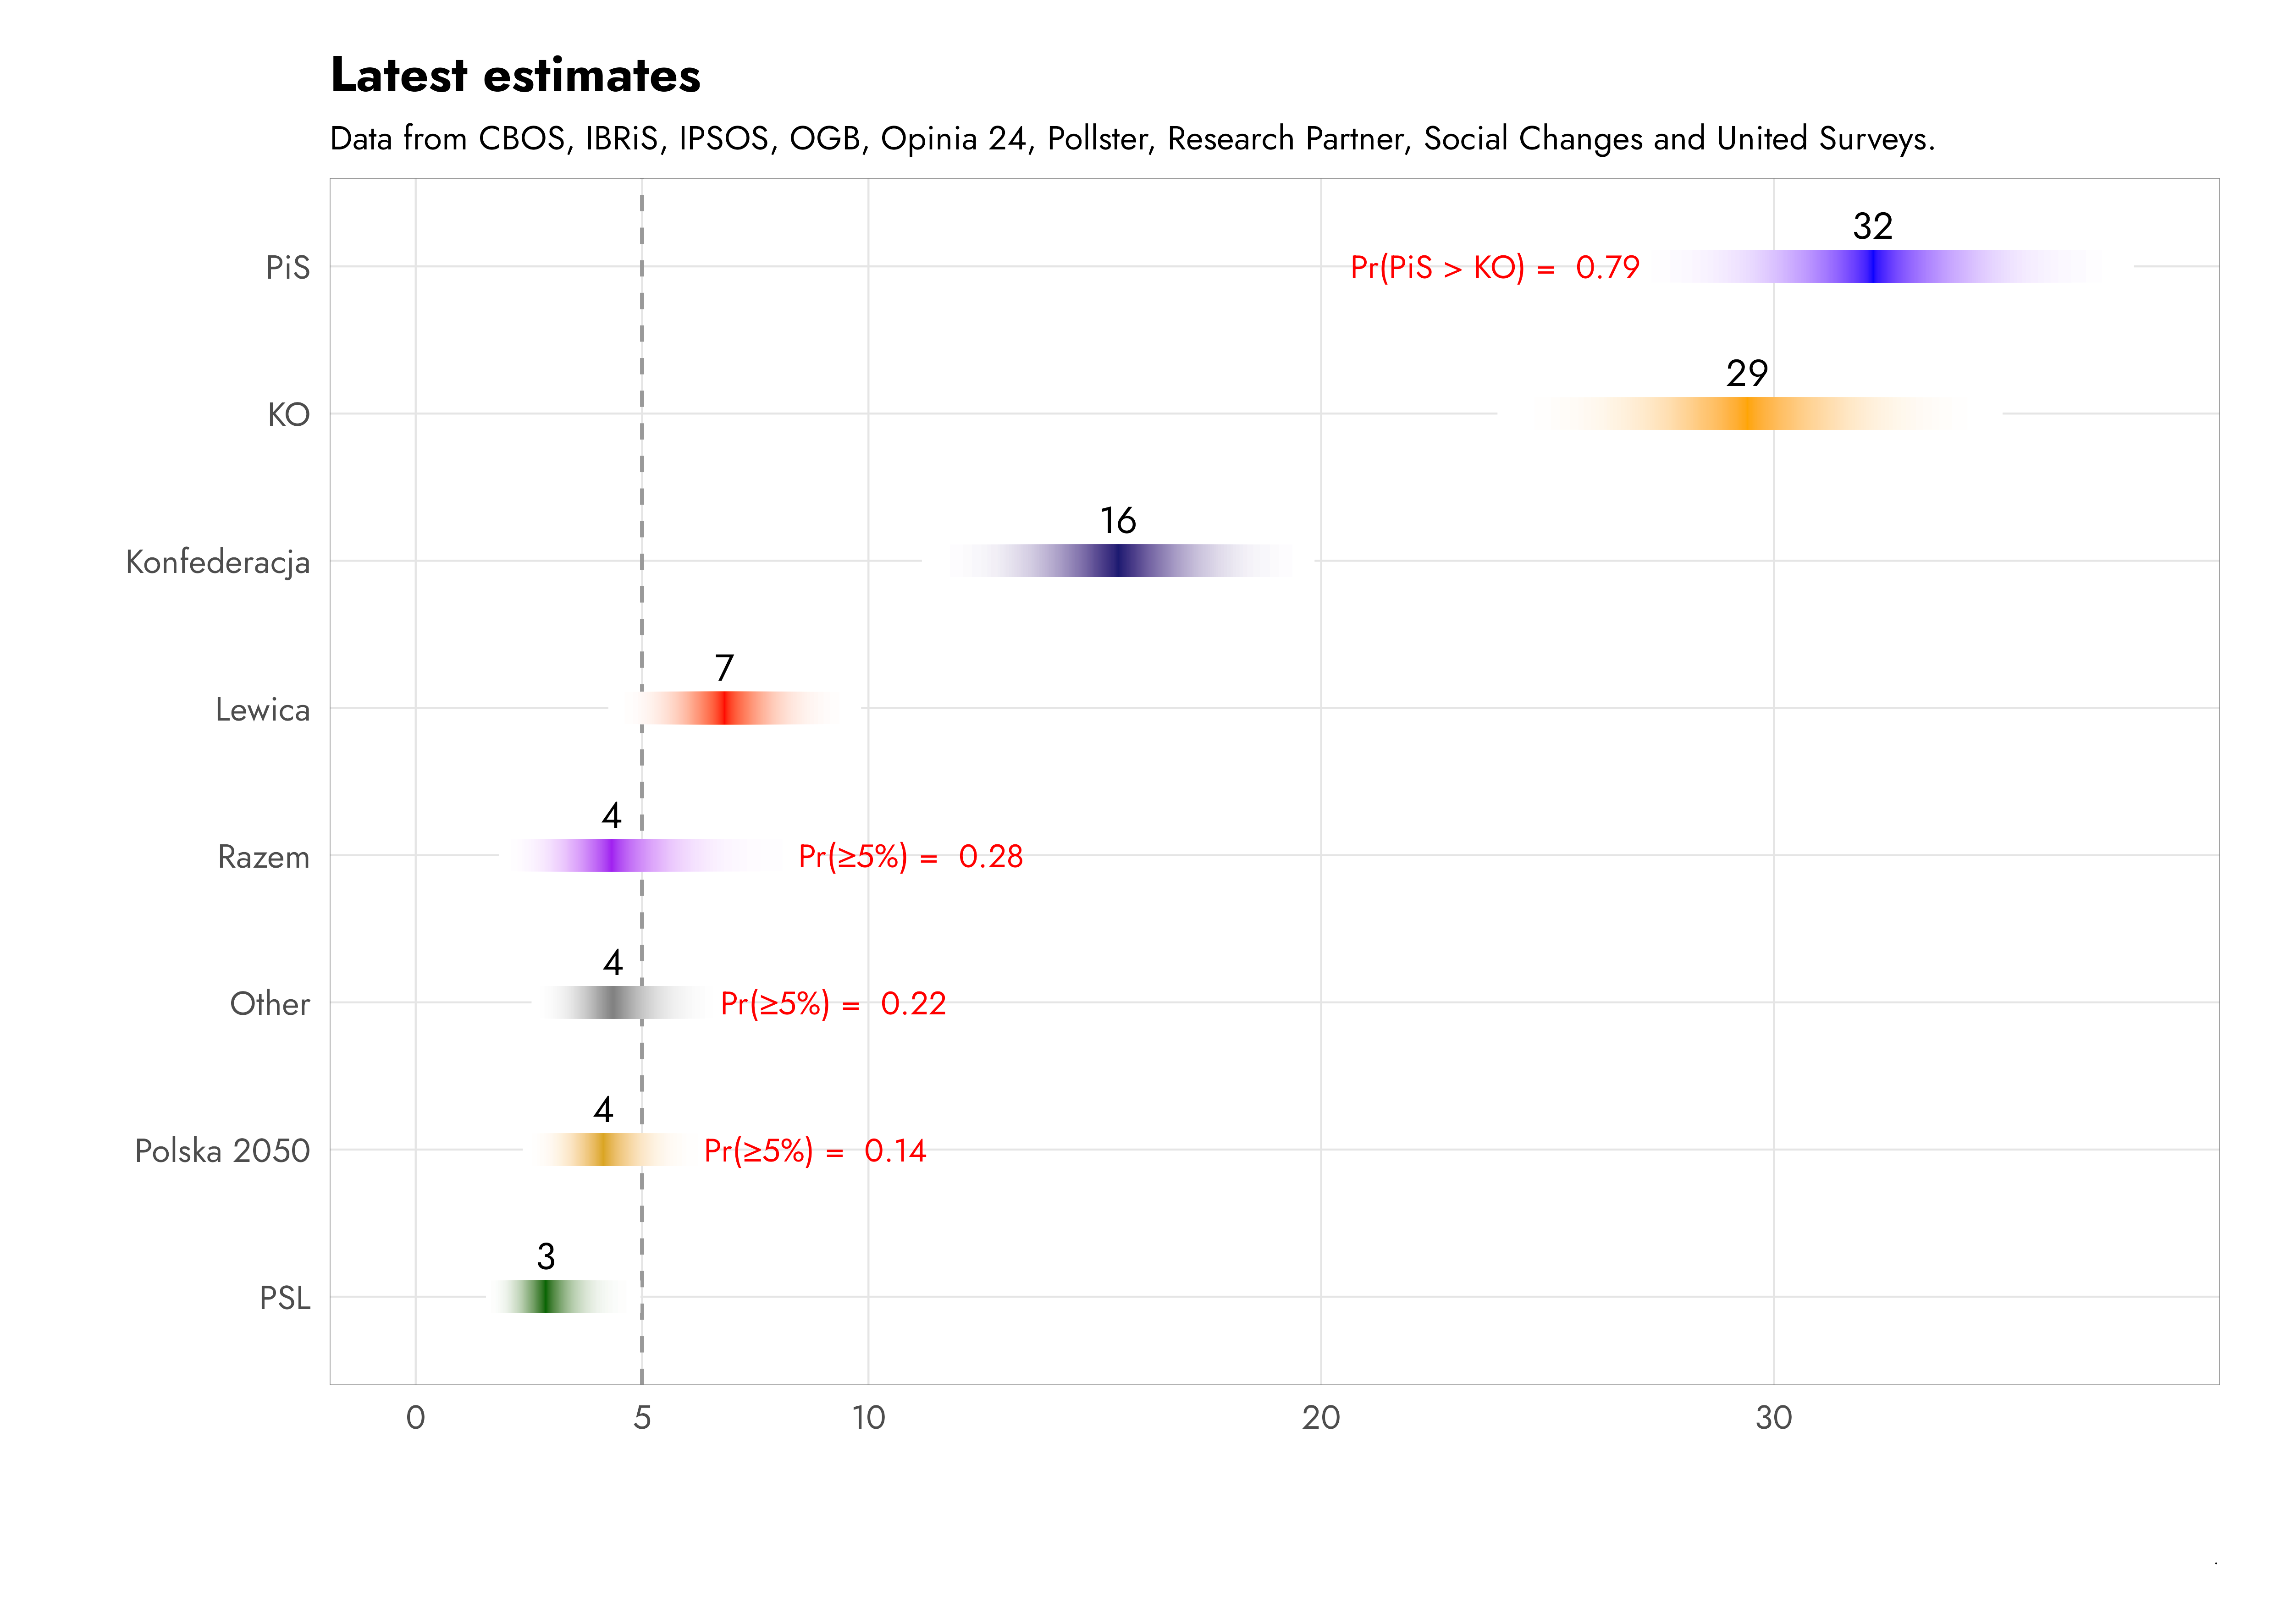 Latest estimates
Data from CBOS, IBRiS, IPSOS, OGB, Opinia 24, Pollster, Research Partner, Social Changes and United Surveys.
32
PiS
Pr(PiS > KO) = 0.79
29
KO
16
Konfederacja
7
Lewica
4
Razem
Pr(≥5%) = 0.28
4
Other
Pr(≥5%) = 0.22
4
Polska 2050
Pr(≥5%) = 0.14
3
PSL
0 5 10 20 30
.